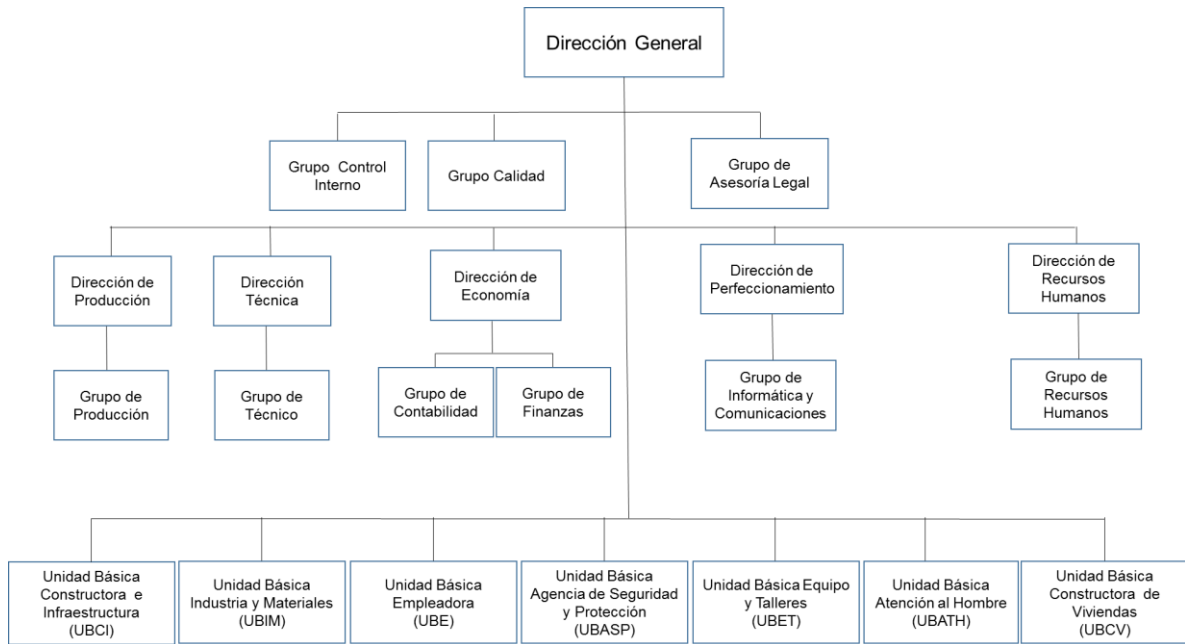 Dirección General
Grupo Control
Interno
Grupo Calidad
Grupo de
Asesoría Legal
Dirección de
Producción
Dirección
Técnica
Dirección de
Economía
Dirección de
Perfeccionamiento
Dirección de
Recursos
Humanos
Grupo de
Producción
Grupo de
Técnico
Grupo de
Contabilidad
Grupo de
Finanzas
Grupo de
Informática y
Comunicaciones
Grupo de
Recursos
Humanos
Unidad Básica
Constructora e
Infraestructura
(UBCI)
Unidad Básica
Industria y Materiales
(UBIM)
Unidad Básica
Empleadora
(UBE)
Unidad Básica
Agencia de Seguridad
y Protección
(UBASP)
Unidad Básica Equipo
y Talleres
(UBET)
Unidad Básica
Atención al Hombre
(UBATH)
Unidad Básica
Constructora de
Viviendas
(UBCV)